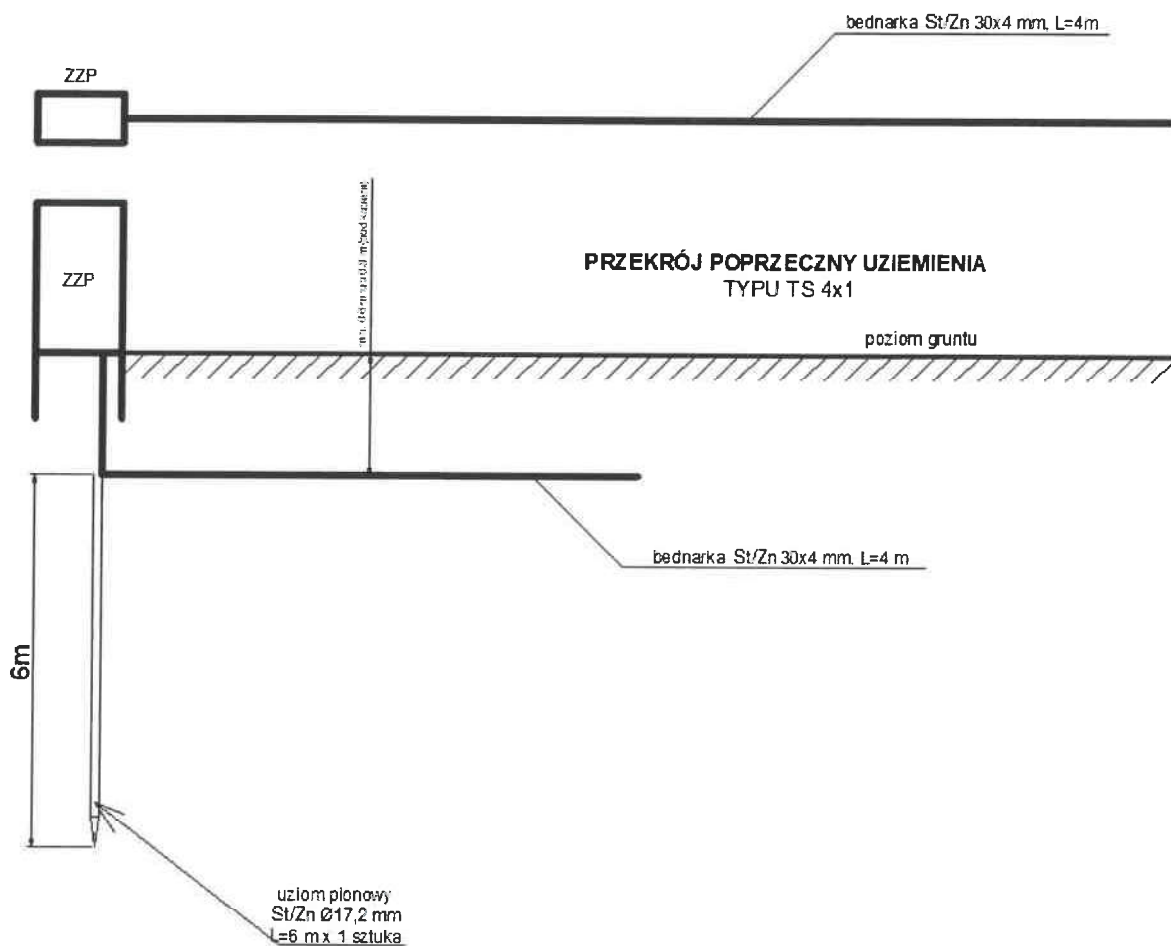 bednarka St/Zn 30x4 mm. L=4m
ZZP
ZZP
PRZEKRÓJ POPRZECZNY UZIEMIENIA
TYPU TS 4x1
poziom gruntu
bednarka St/Zn 30x4 mm. L=4 m
6m
uziom pionowy
St/Zn Ø17,2 mm
L=6 m x 1 sztuka